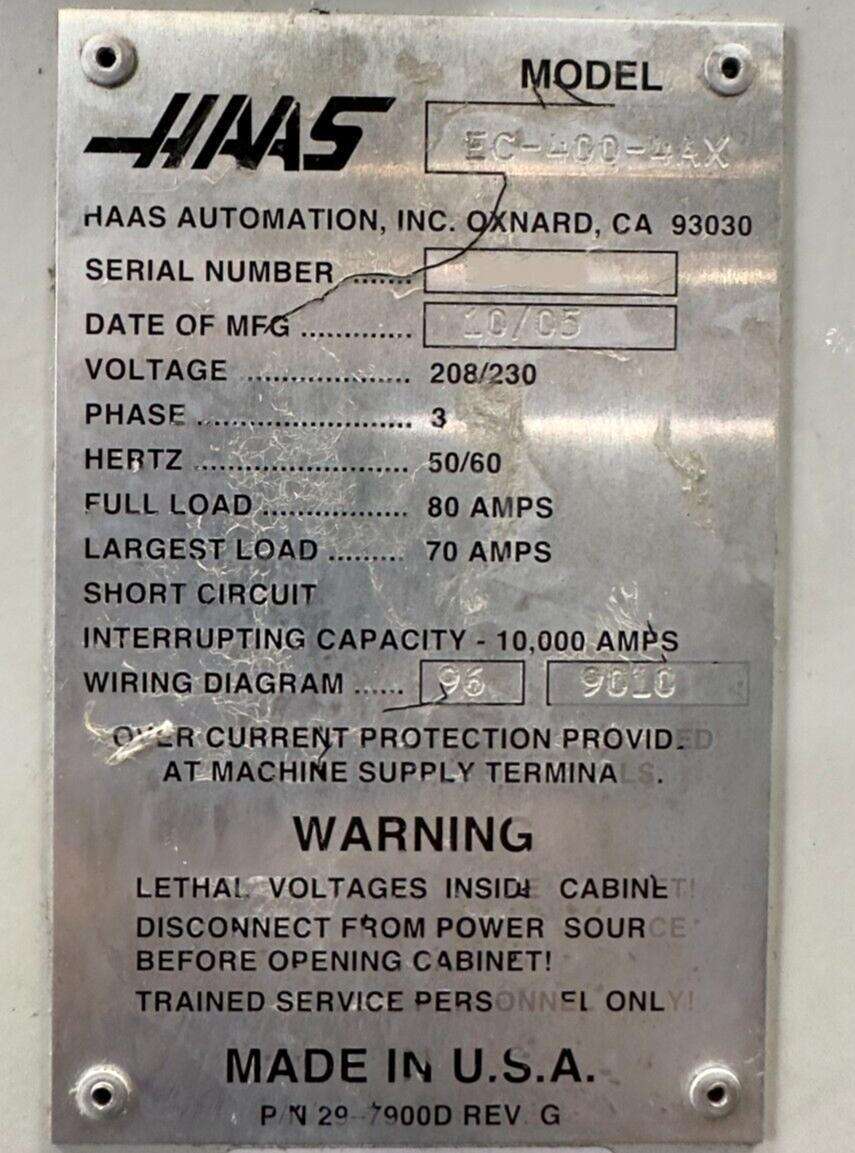 MODEL
HAAS EC-400-4AX
HAAS AUTOMATION, INC. OXNARD, CA 93030
SERIAL NUMBER .......
DATE OF MFG ............. 10/05
VOLTAGE ................... 208/230
PHASE ......................... 3
HERTZ ......................... 50/60
FULL LOAD ................. 80 AMPS
LARGEST LOAD ......... 70 AMPS
SHORT CIRCUIT
INTERRUPTING CAPACITY - 10,000 AMPS
WIRING DIAGRAM ...... 96 9010
OVER CURRENT PROTECTION PROVIDED
AT MACHINE SUPPLY TERMINALS.
WARNING
LETHAL VOLTAGES INSIDE CABINET!
DISCONNECT FROM POWER SOURCE
BEFORE OPENING CABINET!
TRAINED SERVICE PERSONNEL ONLY!
MADE IN U.S.A.
P/N 29-7900D REV. G